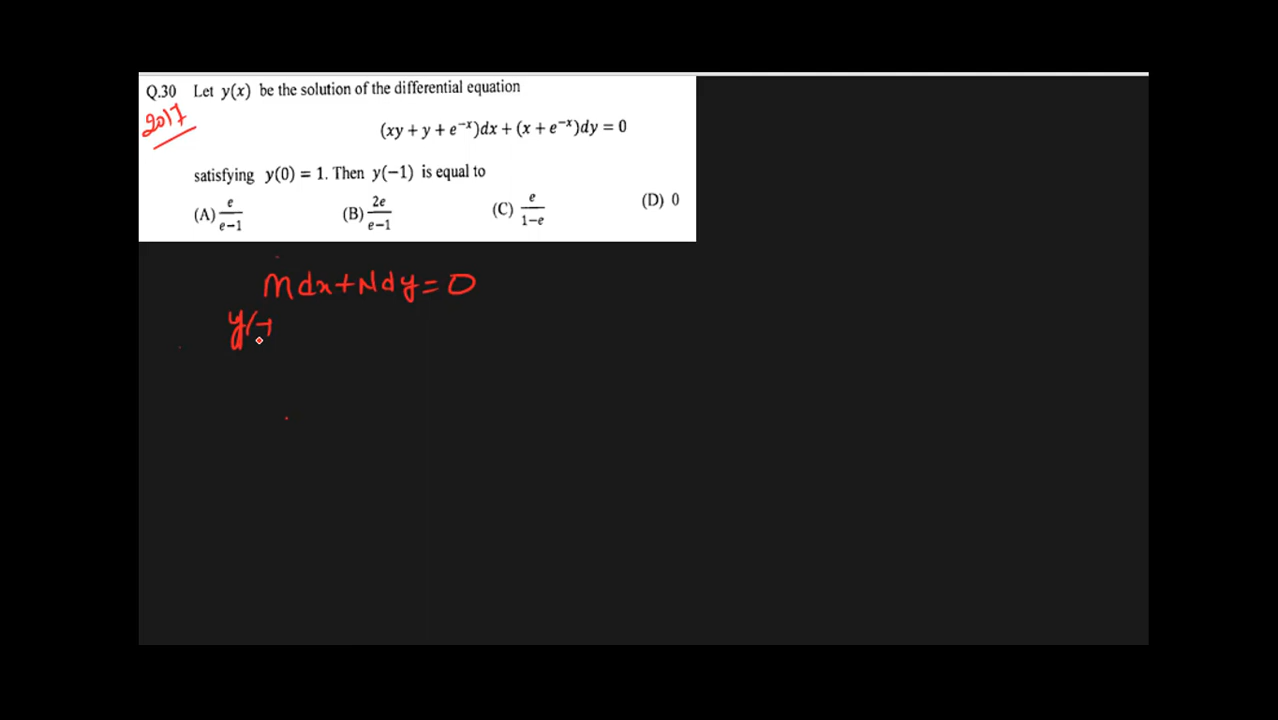 Q.30 Let y(x) be the solution of the differential equation
2017
(xy + y + e⁻ˣ)dx + (x + e⁻ˣ)dy = 0
satisfying y(0) = 1. Then y(−1) is equal to
(A) e/e−1 (B) 2e/e−1 (C) e/1−e (D) 0
Mdx+Ndy=0
y(-1